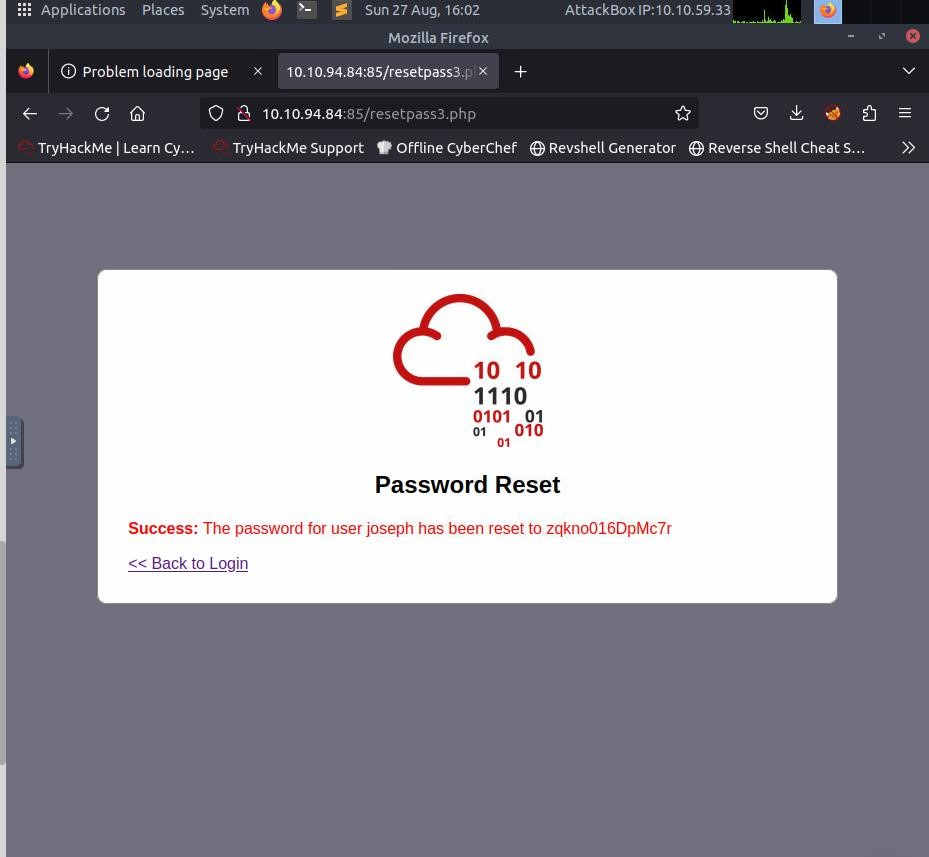 Applications Places System Sun 27 Aug, 16:02 AttackBox IP:10.10.59.33
Mozilla Firefox
Problem loading page 10.10.94.84:85/resetpass3.p
10.10.94.84:85/resetpass3.php
TryHackMe | Learn Cy... TryHackMe Support Offline CyberChef Revshell Generator Reverse Shell Cheat S...
10 10
1110
0101 01
01 010
01
Password Reset
Success: The password for user joseph has been reset to zqkno016DpMc7r
<< Back to Login